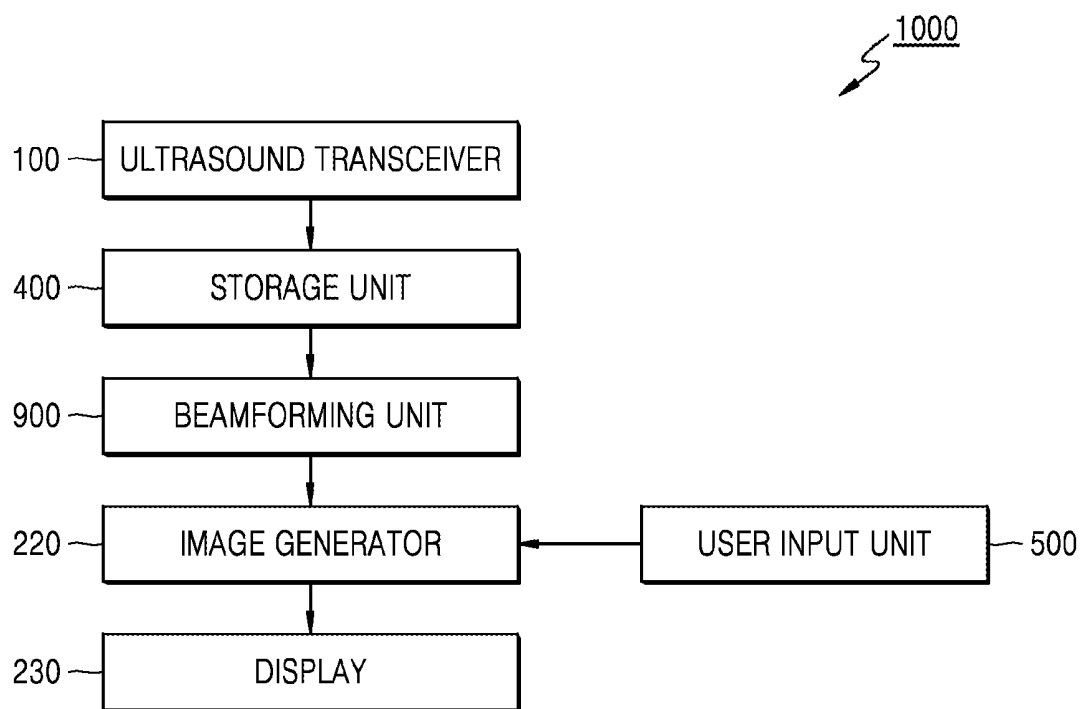 1000
100 ULTRASOUND TRANSCEIVER
400 STORAGE UNIT
900 BEAMFORMING UNIT
220 IMAGE GENERATOR USER INPUT UNIT 500
230 DISPLAY